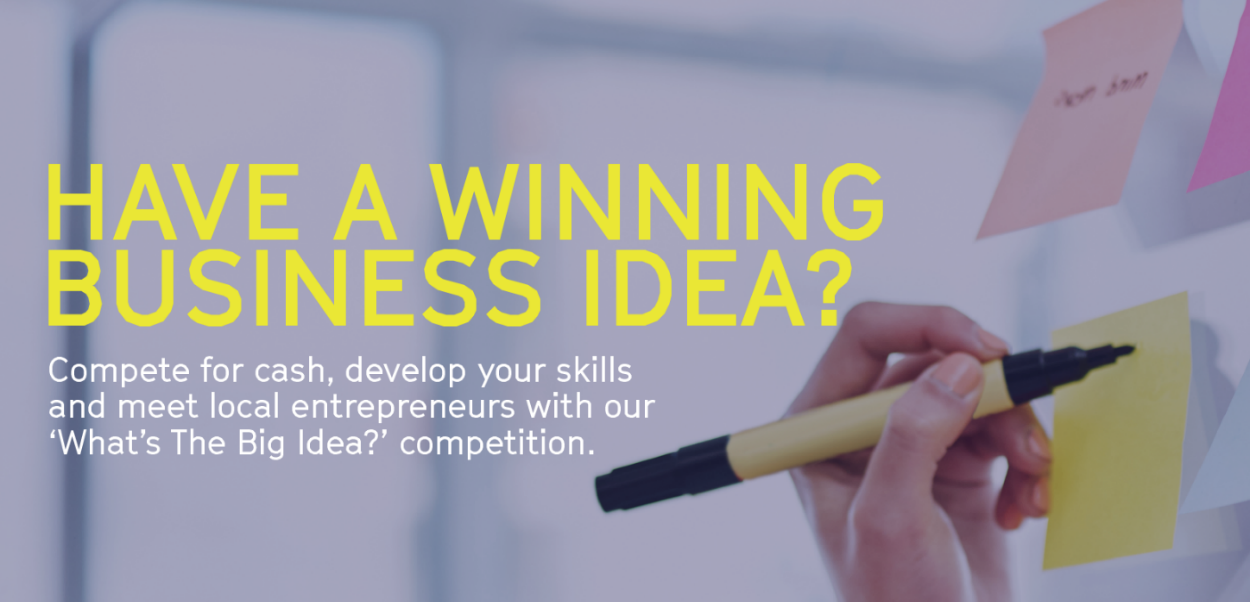 HAVE A WINNING
BUSINESS IDEA?
Compete for cash, develop your skills
and meet local entrepreneurs with our
‘What’s The Big Idea?’ competition.